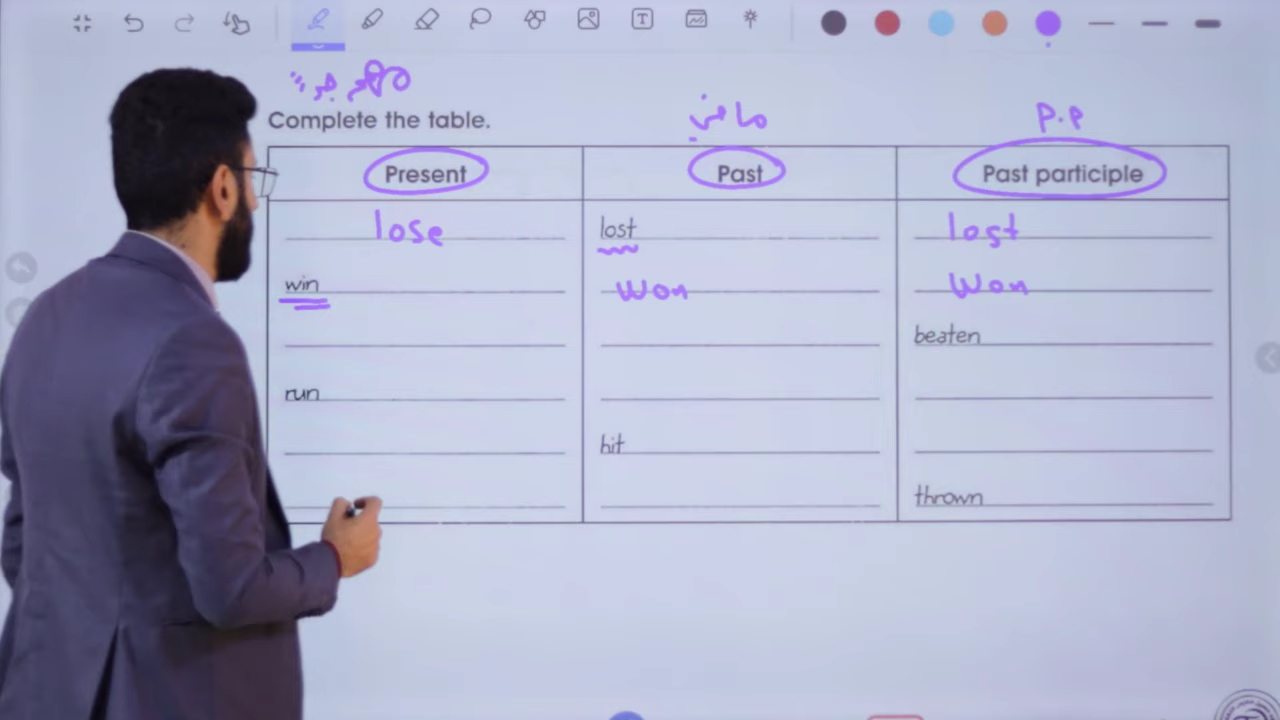 Complete the table.
ماضي
P.P
Present Past Past participle
lose lost lost
win won won
beaten
run
hit
thrown